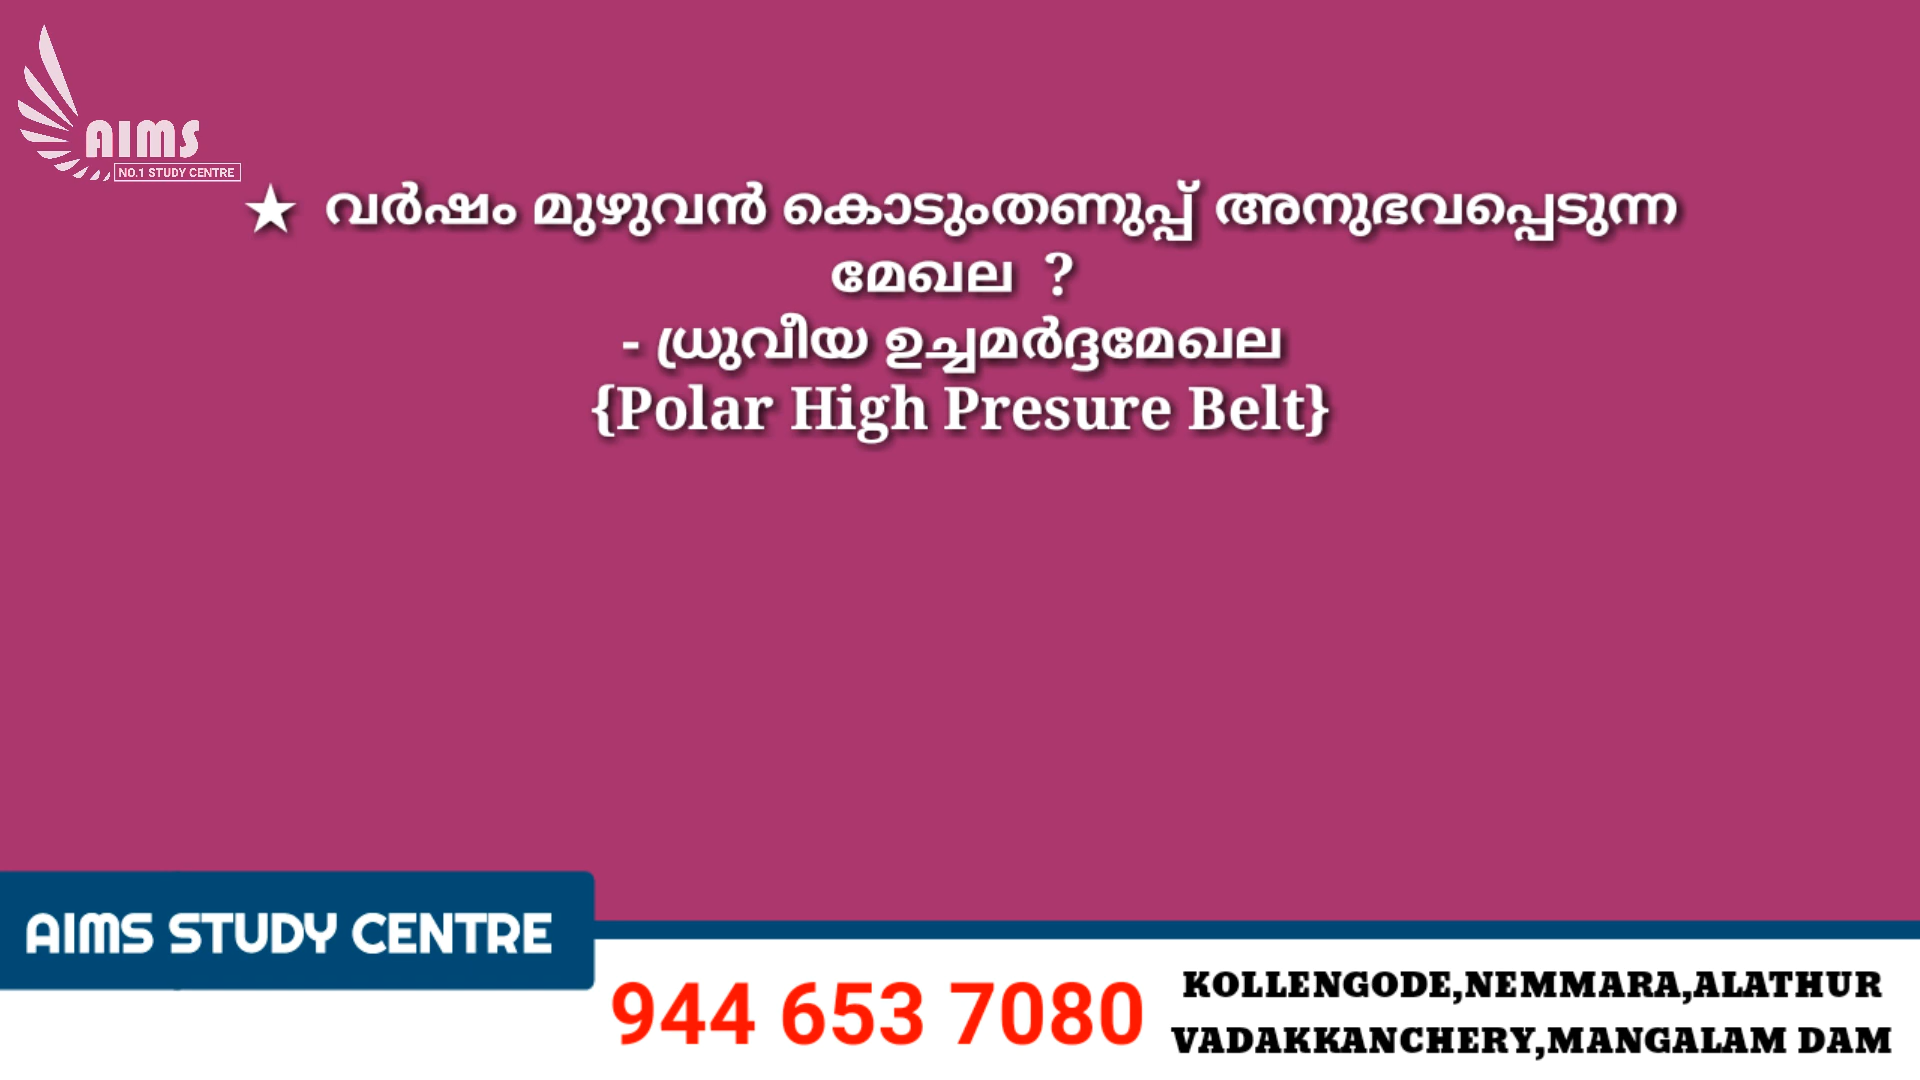 AIMS
NO.1 STUDY CENTRE
★ വർഷം മുഴുവൻ കൊടുംതണുപ്പ് അനുഭവപ്പെടുന്ന
മേഖല ?
- ധ്രുവീയ ഉച്ചമർദ്ദമേഖല
{Polar High Presure Belt}
AIMS STUDY CENTRE
944 653 7080
KOLLENGODE,NEMMARA,ALATHUR
VADAKKANCHERY,MANGALAM DAM